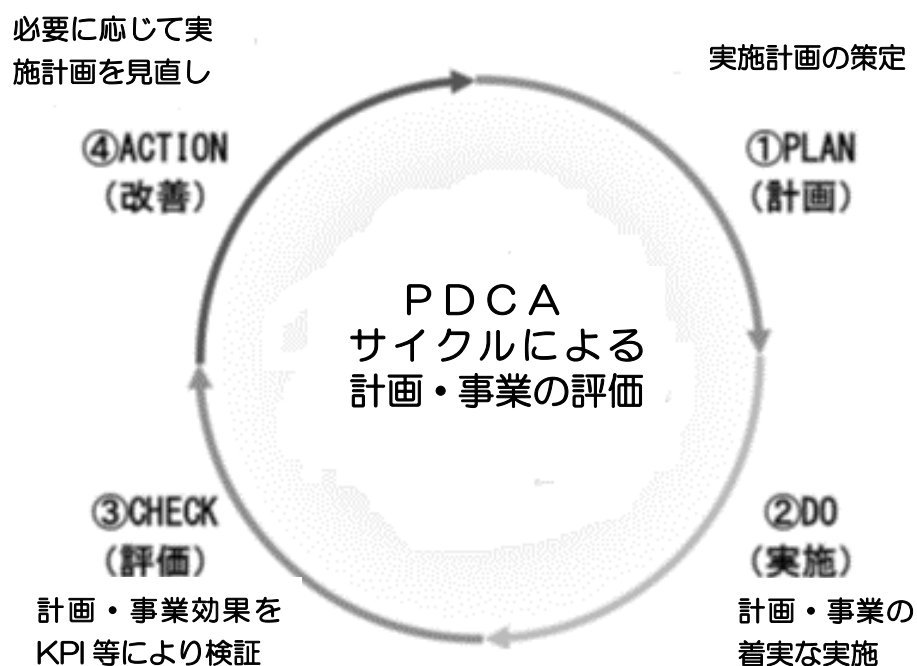 必要に応じて実
施計画を見直し
④ACTION
(改善)
実施計画の策定
①PLAN
(計画)
PDCA
サイクルによる
計画・事業の評価
③CHECK
(評価)
計画・事業効果を
KPI等により検証
②DO
(実施)
計画・事業の
着実な実施